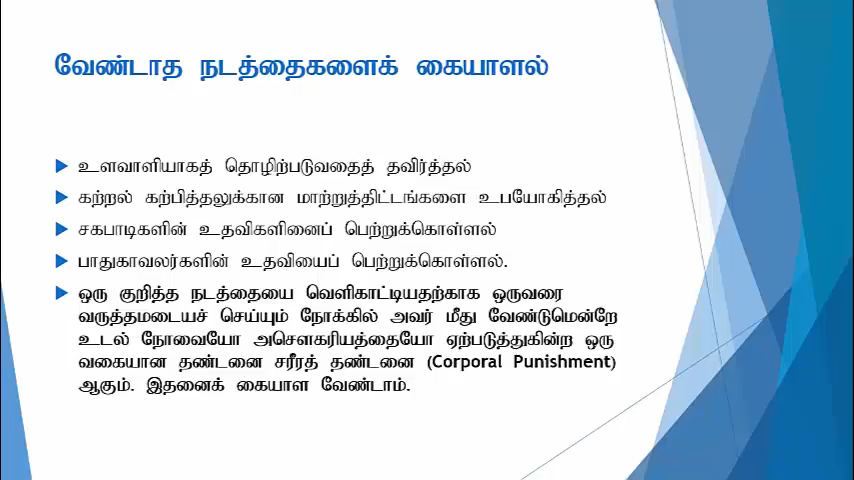 வேண்டாத நடத்தைகளைக் கையாளல்
உளவாளியாகத் தொழிற்படுவதைத் தவிர்த்தல்
கற்றல் கற்பித்தலுக்கான மாற்றுத்திட்டங்களை உபயோகித்தல்
சகபாடிகளின் உதவிகளினைப் பெற்றுக்கொள்ளல்
பாதுகாவலர்களின் உதவியைப் பெற்றுக்கொள்ளல்.
ஒரு குறித்த நடத்தையை வெளிகாட்டியதற்காக ஒருவரை
வருத்தமடையச் செய்யும் நோக்கில் அவர் மீது வேண்டுமென்றே
உடல் நோவையோ அசௌகரியத்தையோ ஏற்படுத்துகின்ற ஒரு
வகையான தண்டனை சரீரத் தண்டனை (Corporal Punishment)
ஆகும். இதனைக் கையாள வேண்டாம்.